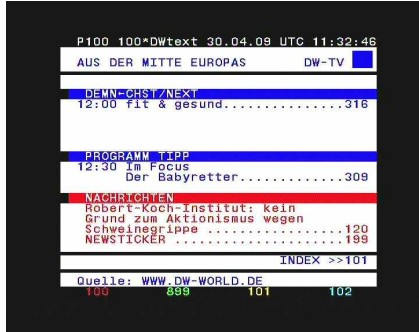 P100 100*DWtext 30.04.09 UTC 11:32:46
AUS DER MITTE EUROPAS DW-TV
DEMN←CHST/NEXT
12:00 fit & gesund..............316
PROGRAMM TIPP
12:30 Im Focus
Der Babyretter............309
NACHRICHTEN
Robert-Koch-Institut: kein
Grund zum Aktionismus wegen
Schweinegrippe .................120
NEWSTICKER .....................199
INDEX >>101
Quelle: WWW.DW-WORLD.DE
100 899 101 102